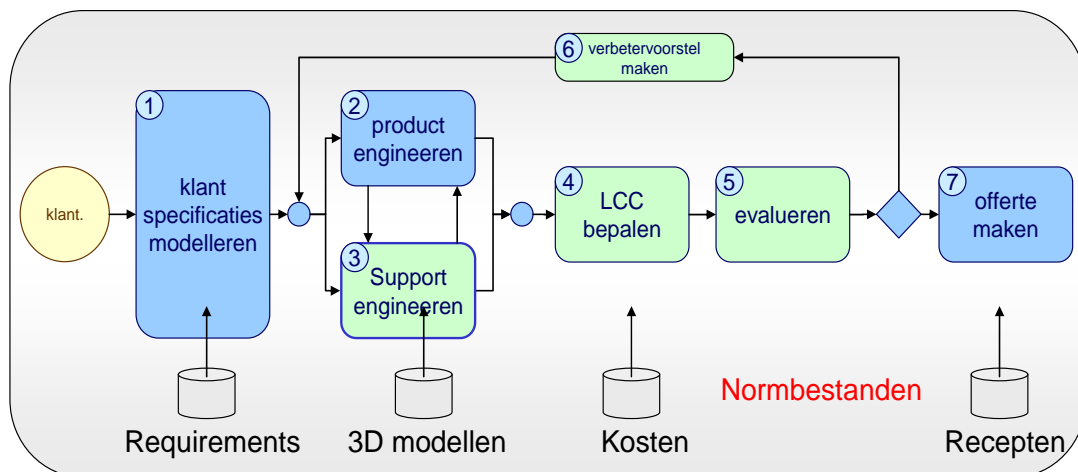 6
verbetervoorstel
maken
1
klant
specificaties
modelleren
klant.
2
product
engineeren
3
Support
engineeren
4
LCC
bepalen
5
evalueren
7
offerte
maken
Normbestanden
Requirements
3D modellen
Kosten
Recepten